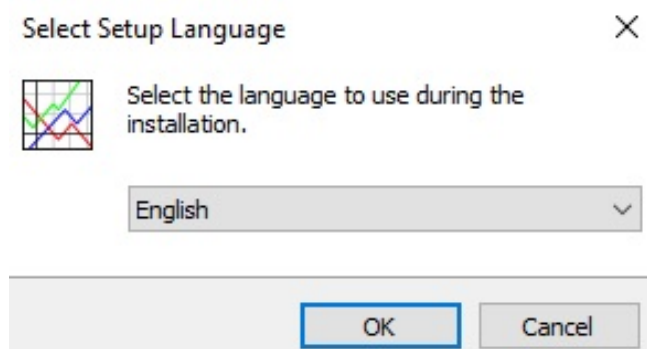 Select Setup Language
Select the language to use during the
installation.
English
OK
Cancel